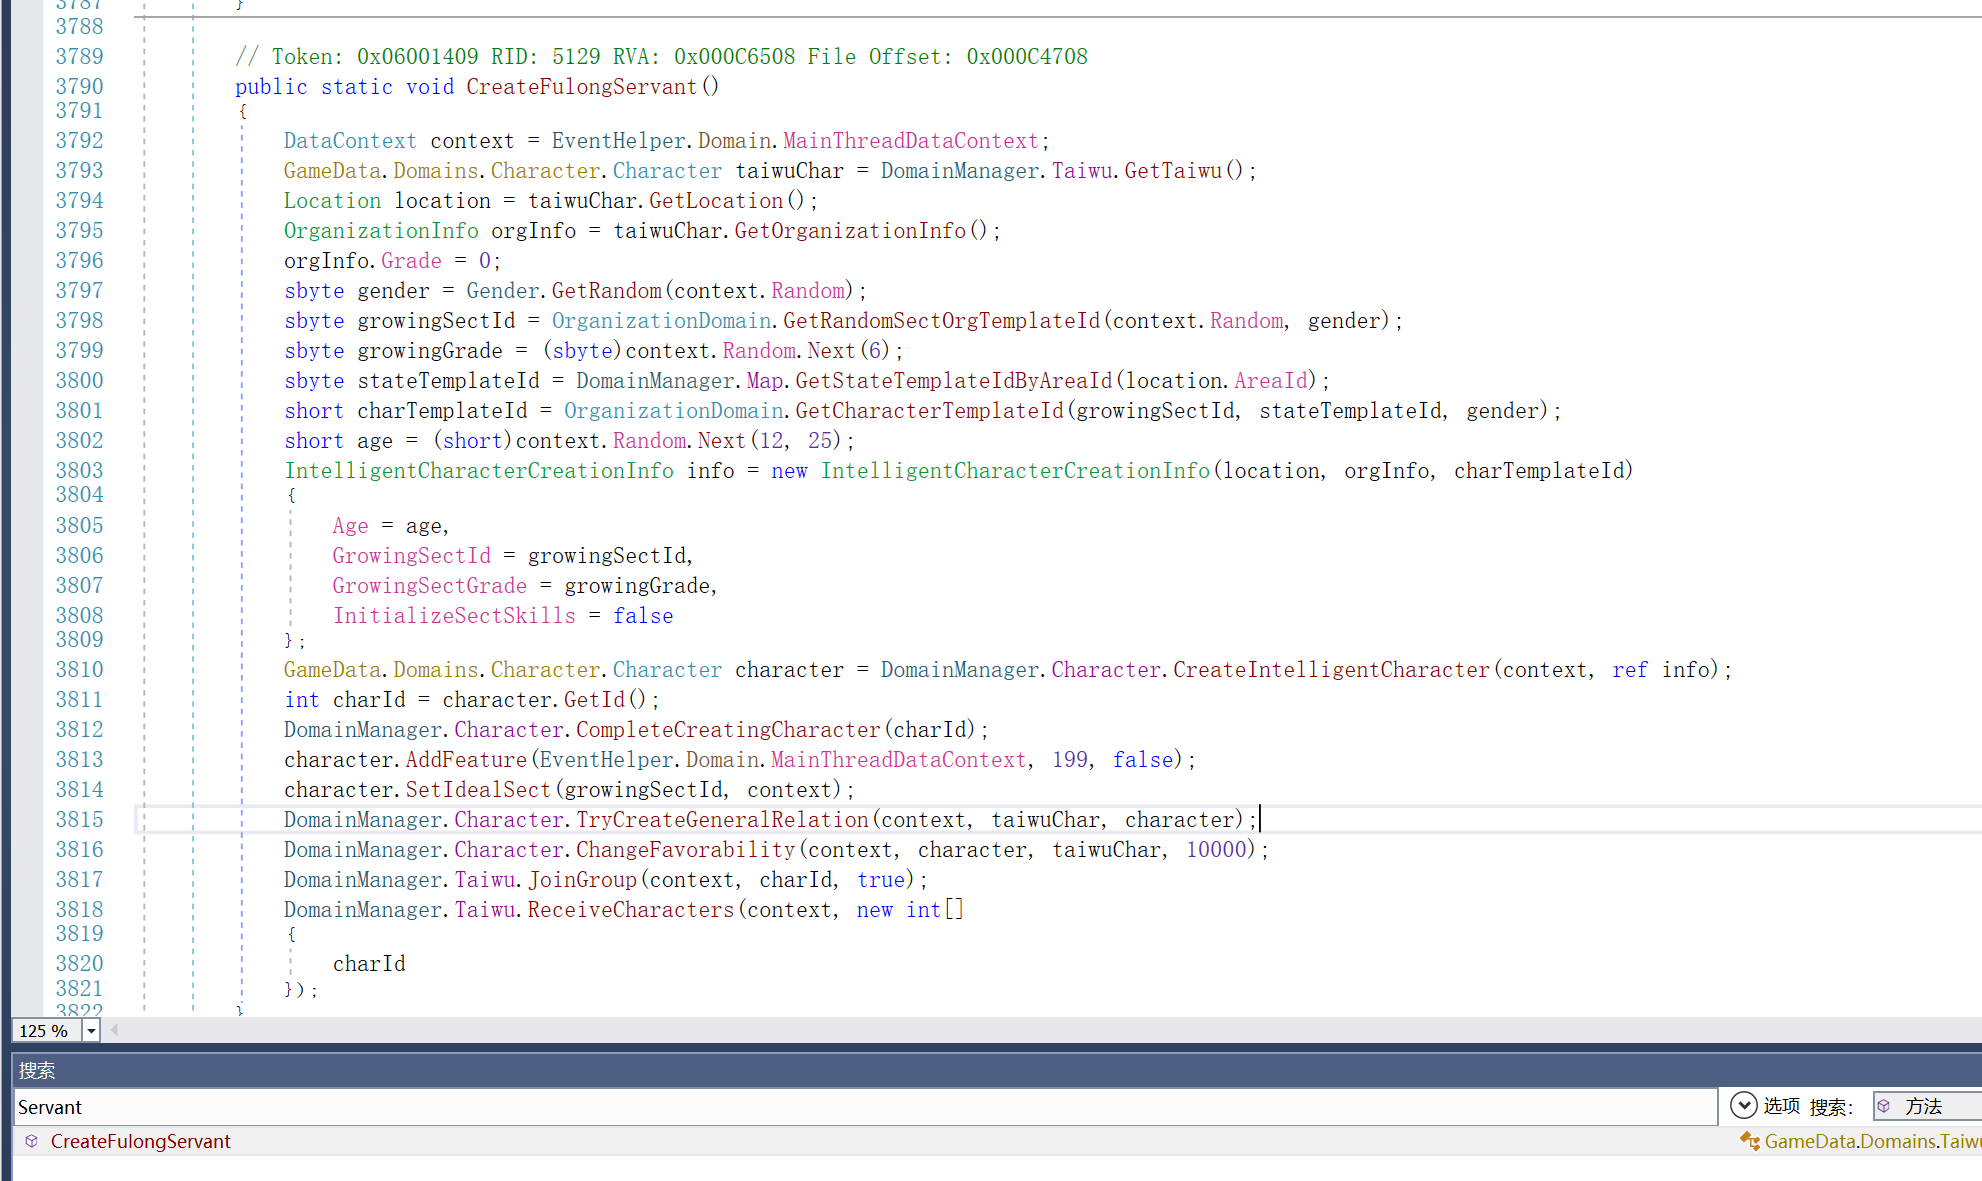 3787 }
3788
3789 // Token: 0x06001409 RID: 5129 RVA: 0x000C6508 File Offset: 0x000C4708
3790 public static void CreateFulongServant()
3791 {
3792 DataContext context = EventHelper.Domain.MainThreadDataContext;
3793 GameData.Domains.Character.Character taiwuChar = DomainManager.Taiwu.GetTaiwu();
3794 Location location = taiwuChar.GetLocation();
3795 OrganizationInfo orgInfo = taiwuChar.GetOrganizationInfo();
3796 orgInfo.Grade = 0;
3797 sbyte gender = Gender.GetRandom(context.Random);
3798 sbyte growingSectId = OrganizationDomain.GetRandomSectOrgTemplateId(context.Random, gender);
3799 sbyte growingGrade = (sbyte)context.Random.Next(6);
3800 sbyte stateTemplateId = DomainManager.Map.GetStateTemplateIdByAreaId(location.AreaId);
3801 short charTemplateId = OrganizationDomain.GetCharacterTemplateId(growingSectId, stateTemplateId, gender);
3802 short age = (short)context.Random.Next(12, 25);
3803 IntelligentCharacterCreationInfo info = new IntelligentCharacterCreationInfo(location, orgInfo, charTemplateId)
3804 {
3805 Age = age,
3806 GrowingSectId = growingSectId,
3807 GrowingSectGrade = growingGrade,
3808 InitializeSectSkills = false
3809 };
3810 GameData.Domains.Character.Character character = DomainManager.Character.CreateIntelligentCharacter(context, ref info);
3811 int charId = character.GetId();
3812 DomainManager.Character.CompleteCreatingCharacter(charId);
3813 character.AddFeature(EventHelper.Domain.MainThreadDataContext, 199, false);
3814 character.SetIdealSect(growingSectId, context);
3815 DomainManager.Character.TryCreateGeneralRelation(context, taiwuChar, character);
3816 DomainManager.Character.ChangeFavorability(context, character, taiwuChar, 10000);
3817 DomainManager.Taiwu.JoinGroup(context, charId, true);
3818 DomainManager.Taiwu.ReceiveCharacters(context, new int[]
3819 {
3820 charId
3821 });
3822 }
125 %
搜索
Servant 选项 搜索: 方法
CreateFulongServant GameData.Domains.Taiwu